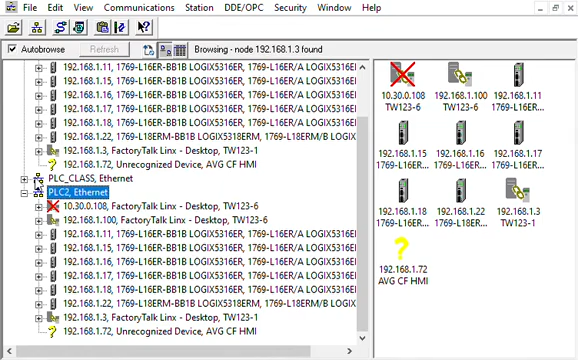 File Edit View Communications Station DDE/OPC Security Window Help
Autobrowse Refresh Browsing - node 192.168.1.3 found
192.168.1.11, 1769-L16ER-BB1B LOGIX5316ER, 1769-L16ER/A LOGIX5316ER
192.168.1.15, 1769-L16ER-BB1B LOGIX5316ER, 1769-L16ER/B LOGIX5316ER
192.168.1.16, 1769-L16ER-BB1B LOGIX5316ER, 1769-L16ER/B LOGIX5316ER
192.168.1.17, 1769-L16ER-BB1B LOGIX5316ER, 1769-L16ER/B LOGIX5316ER
192.168.1.18, 1769-L16ER-BB1B LOGIX5316ER, 1769-L16ER/B LOGIX5316ER
192.168.1.22, 1769-L18ERM-BB1B LOGIX5318ERM, 1769-L18ERM/B LOGIX531
192.168.1.3, FactoryTalk Linx - Desktop, TW123-1
192.168.1.72, Unrecognized Device, AVG CF HMI
PLC_CLASS, Ethernet
PLC2, Ethernet
10.30.0.108, FactoryTalk Linx - Desktop, TW123-6
192.168.1.100, FactoryTalk Linx - Desktop, TW123-6
192.168.1.11, 1769-L16ER-BB1B LOGIX5316ER, 1769-L16ER/A LOGIX5316ER
192.168.1.15, 1769-L16ER-BB1B LOGIX5316ER, 1769-L16ER/B LOGIX5316ER
192.168.1.16, 1769-L16ER-BB1B LOGIX5316ER, 1769-L16ER/B LOGIX5316ER
192.168.1.17, 1769-L16ER-BB1B LOGIX5316ER, 1769-L16ER/B LOGIX5316ER
192.168.1.18, 1769-L16ER-BB1B LOGIX5316ER, 1769-L16ER/B LOGIX5316ER
192.168.1.22, 1769-L18ERM-BB1B LOGIX5318ERM, 1769-L18ERM/B LOGIX531
192.168.1.3, FactoryTalk Linx - Desktop, TW123-1
192.168.1.72, Unrecognized Device, AVG CF HMI
10.30.0.108 192.168.1.100 192.168.1.11
TW123-6 TW123-6 1769-L16ER...
192.168.1.15 192.168.1.16 192.168.1.17
1769-L16ER... 1769-L16ER... 1769-L16ER...
192.168.1.18 192.168.1.22 192.168.1.3
1769-L16ER... 1769-L18ER... TW123-1
192.168.1.72
AVG CF HMI